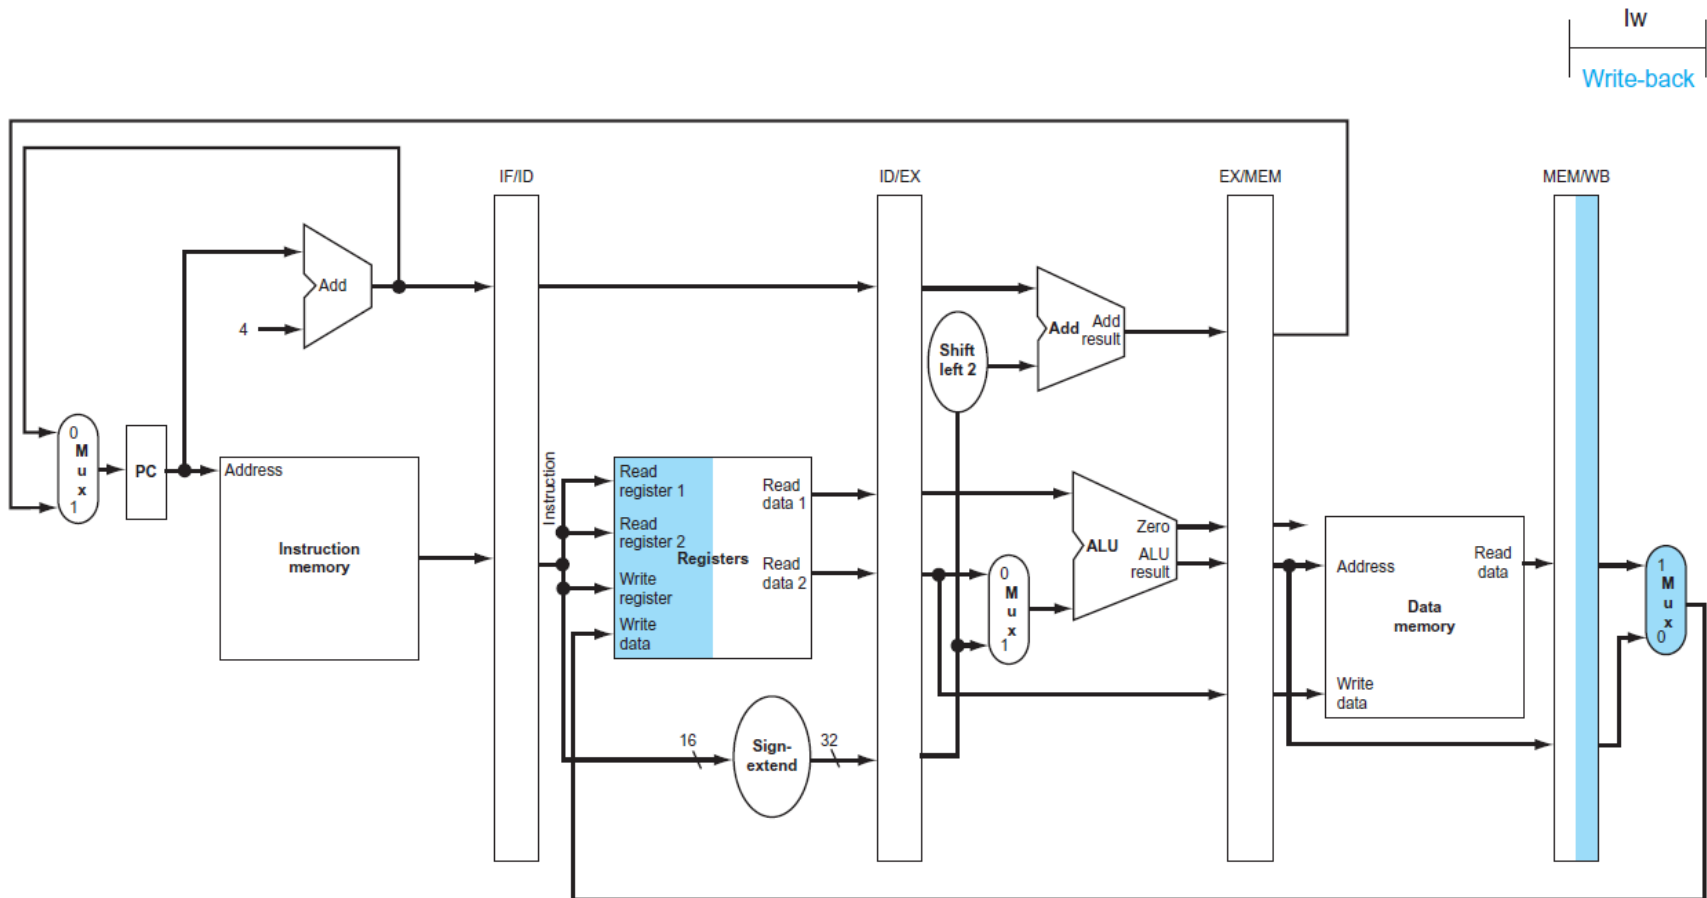 lw
Write-back
IF/ID
ID/EX
EX/MEM
MEM/WB
Add
4
Shift
left 2
Add
Add
result
0
M
u
x
1
PC
Address
Instruction
memory
Instruction
Read
register 1
Read
register 2
Write
register
Write
data
Registers
Read
data 1
Read
data 2
16
Sign-
extend
32
0
M
u
x
1
ALU
Zero
ALU
result
Address
Write
data
Data
memory
Read
data
1
M
u
x
0